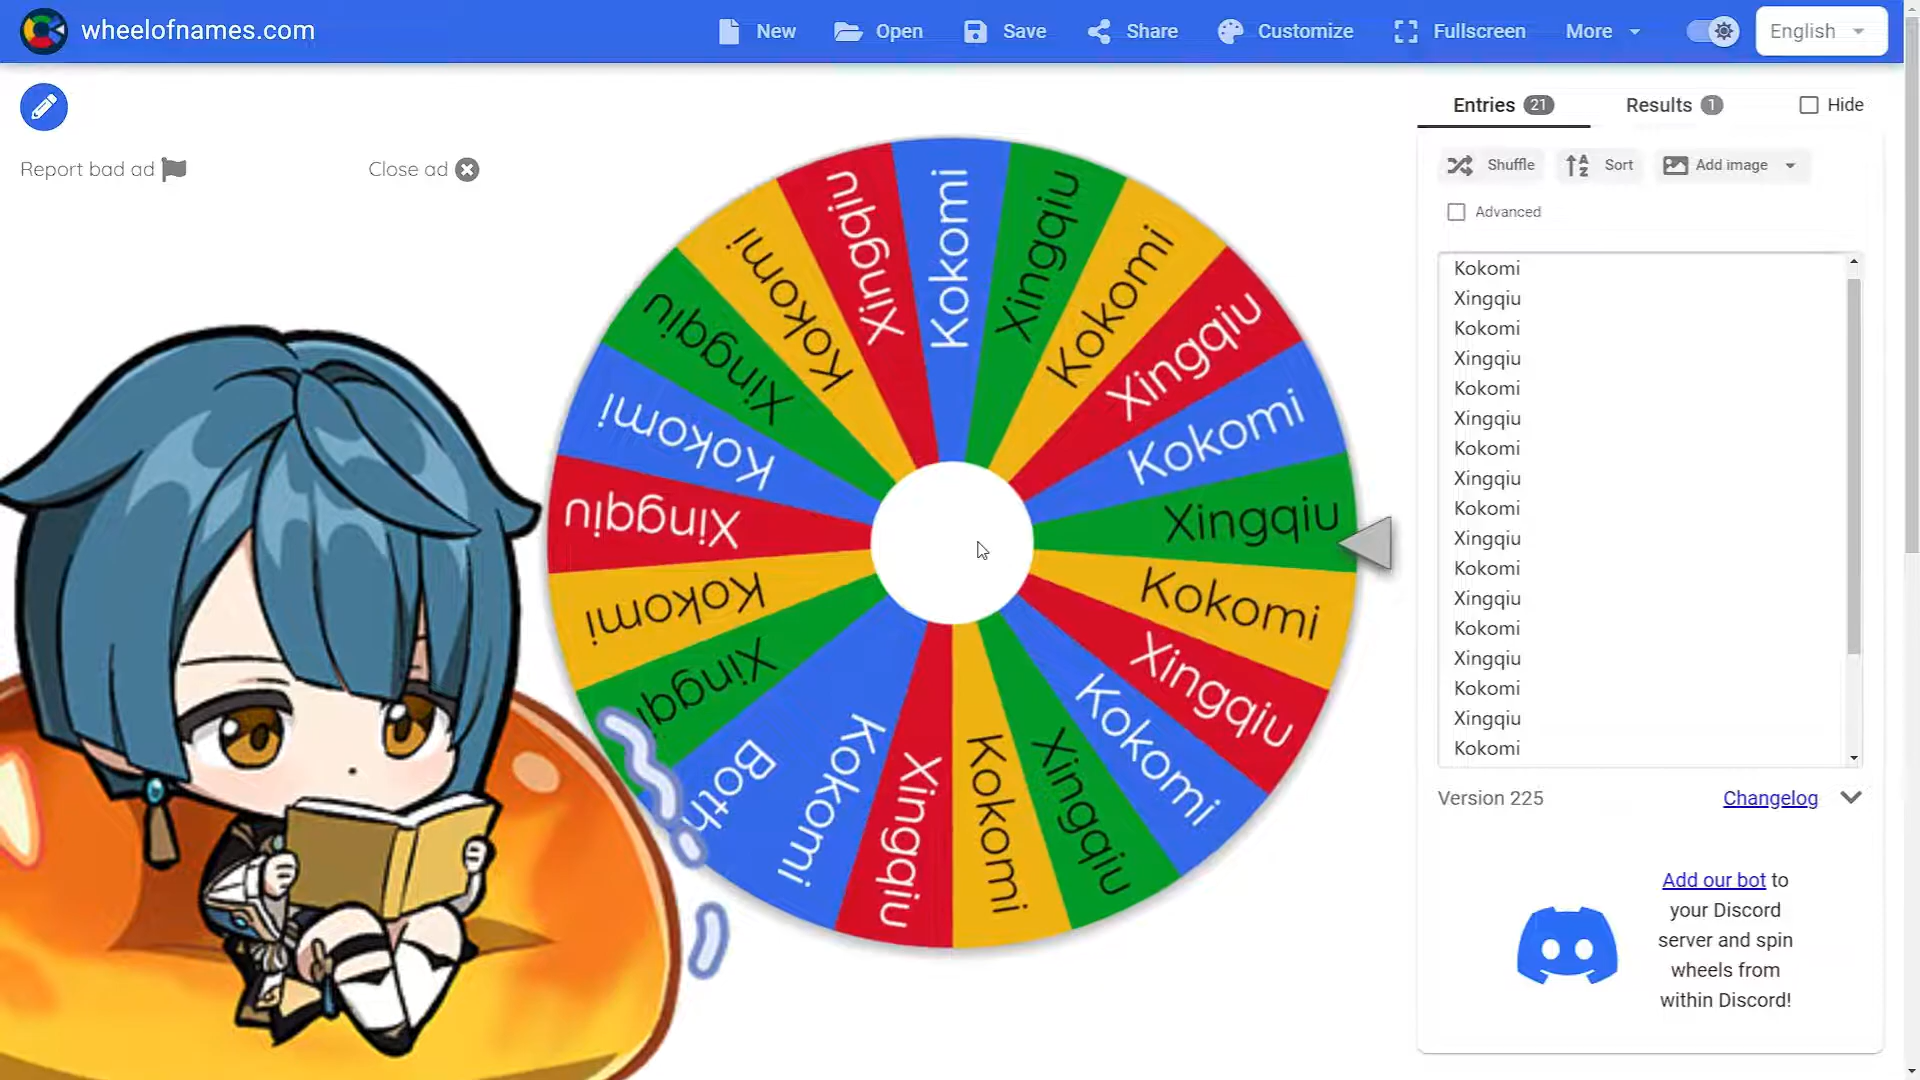 wheelofnames.com
New
Open
Save
Share
Customize
Fullscreen
More
English
Report bad ad
Close ad
Entries 21
Results 1
Hide
Shuffle
Sort
Add image
Advanced
Kokomi
Xingqiu
Kokomi
Xingqiu
Kokomi
Xingqiu
Kokomi
Xingqiu
Kokomi
Xingqiu
Kokomi
Xingqiu
Kokomi
Xingqiu
Kokomi
Xingqiu
Kokomi
Version 225
Changelog
Add our bot to
your Discord
server and spin
wheels from
within Discord!
Kokomi
Xingqiu
Kokomi
Xingqiu
Kokomi
Xingqiu
Kokomi
Xingqiu
Kokomi
Xingqiu
Kokomi
Xingqiu
Kokomi
Both
Xingqi
Kokomi
Xingqiu
Kokomi
Xingqiu
Kokomi
Xingqiu